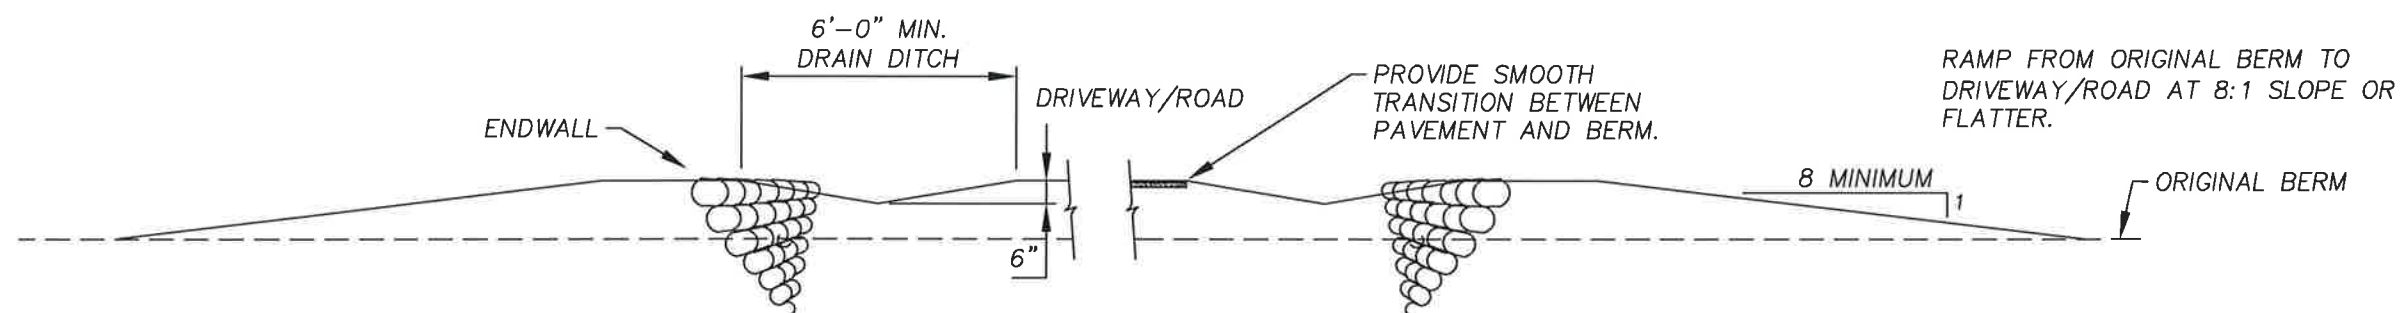 6'-0" MIN.
DRAIN DITCH
DRIVEWAY/ROAD
ENDWALL
PROVIDE SMOOTH
TRANSITION BETWEEN
PAVEMENT AND BERM.
RAMP FROM ORIGINAL BERM TO
DRIVEWAY/ROAD AT 8:1 SLOPE OR
FLATTER.
8 MINIMUM
1
ORIGINAL BERM
6"